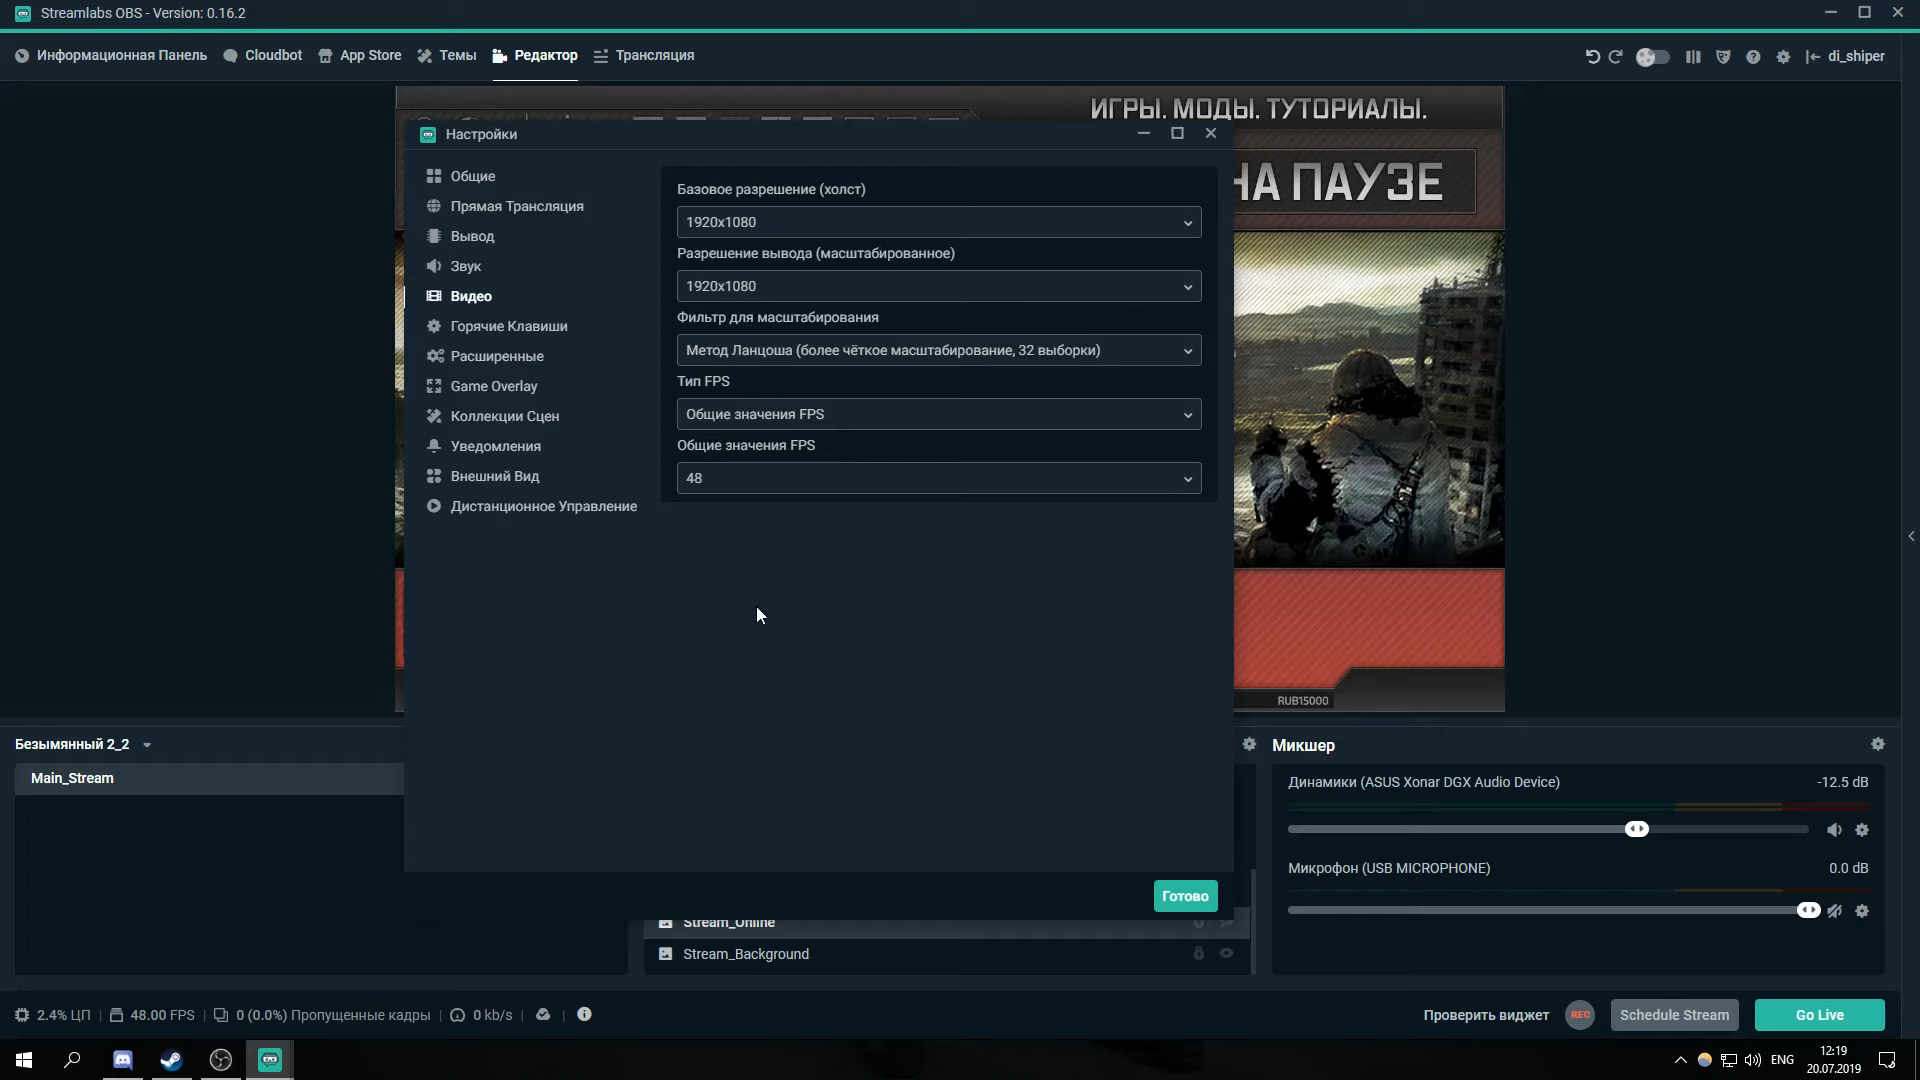 Streamlabs OBS - Version: 0.16.2
Информационная Панель Cloudbot App Store Темы Редактор Трансляция di_shiper
ИГРЫ. МОДЫ. ТУТОРИАЛЫ.
НА ПАУЗЕ
Настройки
Общие
Прямая Трансляция
Вывод
Звук
Видео
Горячие Клавиши
Расширенные
Game Overlay
Коллекции Сцен
Уведомления
Внешний Вид
Дистанционное Управление
Базовое разрешение (холст)
1920x1080
Разрешение вывода (масштабированное)
1920x1080
Фильтр для масштабирования
Метод Ланцоша (более чёткое масштабирование, 32 выборки)
Тип FPS
Общие значения FPS
Общие значения FPS
48
Готово
RUB15000
Безымянный 2_2
Main_Stream
Stream_Online
Stream_Background
Микшер
Динамики (ASUS Xonar DGX Audio Device) -12.5 dB
Микрофон (USB MICROPHONE) 0.0 dB
2.4% ЦП 48.00 FPS 0 (0.0%) Пропущенные кадры 0 kb/s
Проверить виджет REC Schedule Stream Go Live
ENG 12:19
20.07.2019